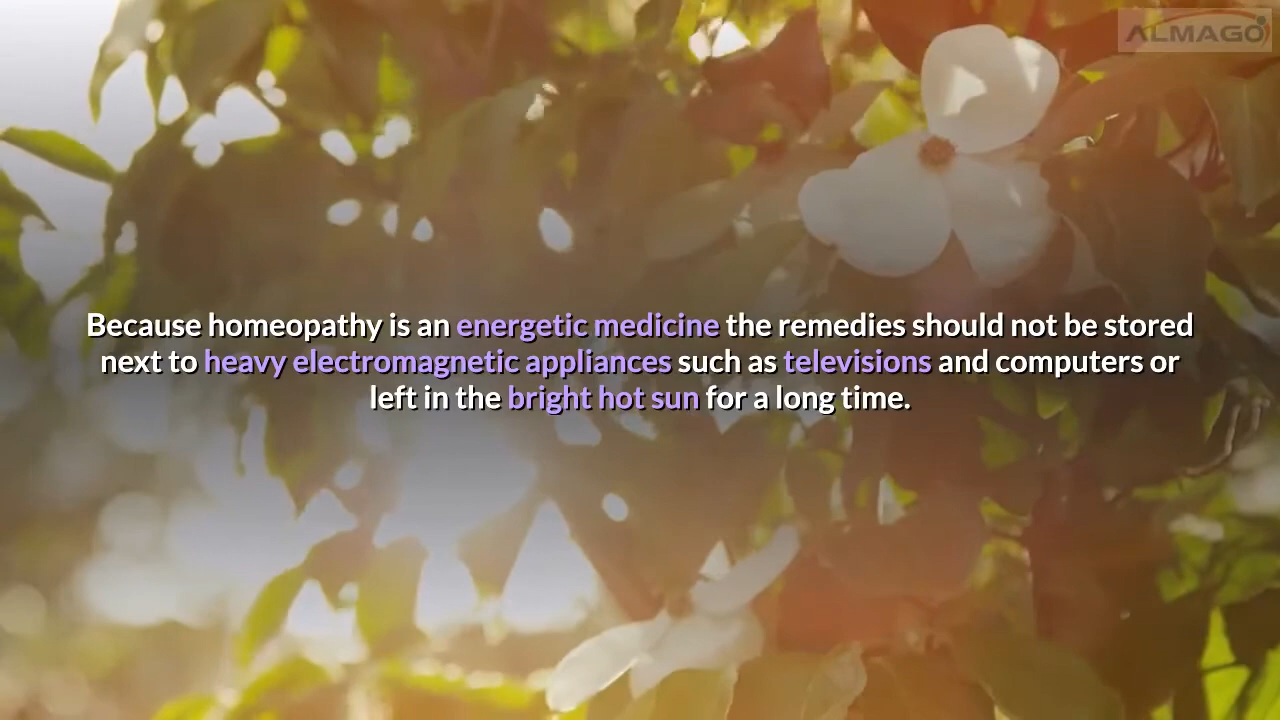 ALMAGO
Because homeopathy is an energetic medicine the remedies should not be stored
next to heavy electromagnetic appliances such as televisions and computers or
left in the bright hot sun for a long time.